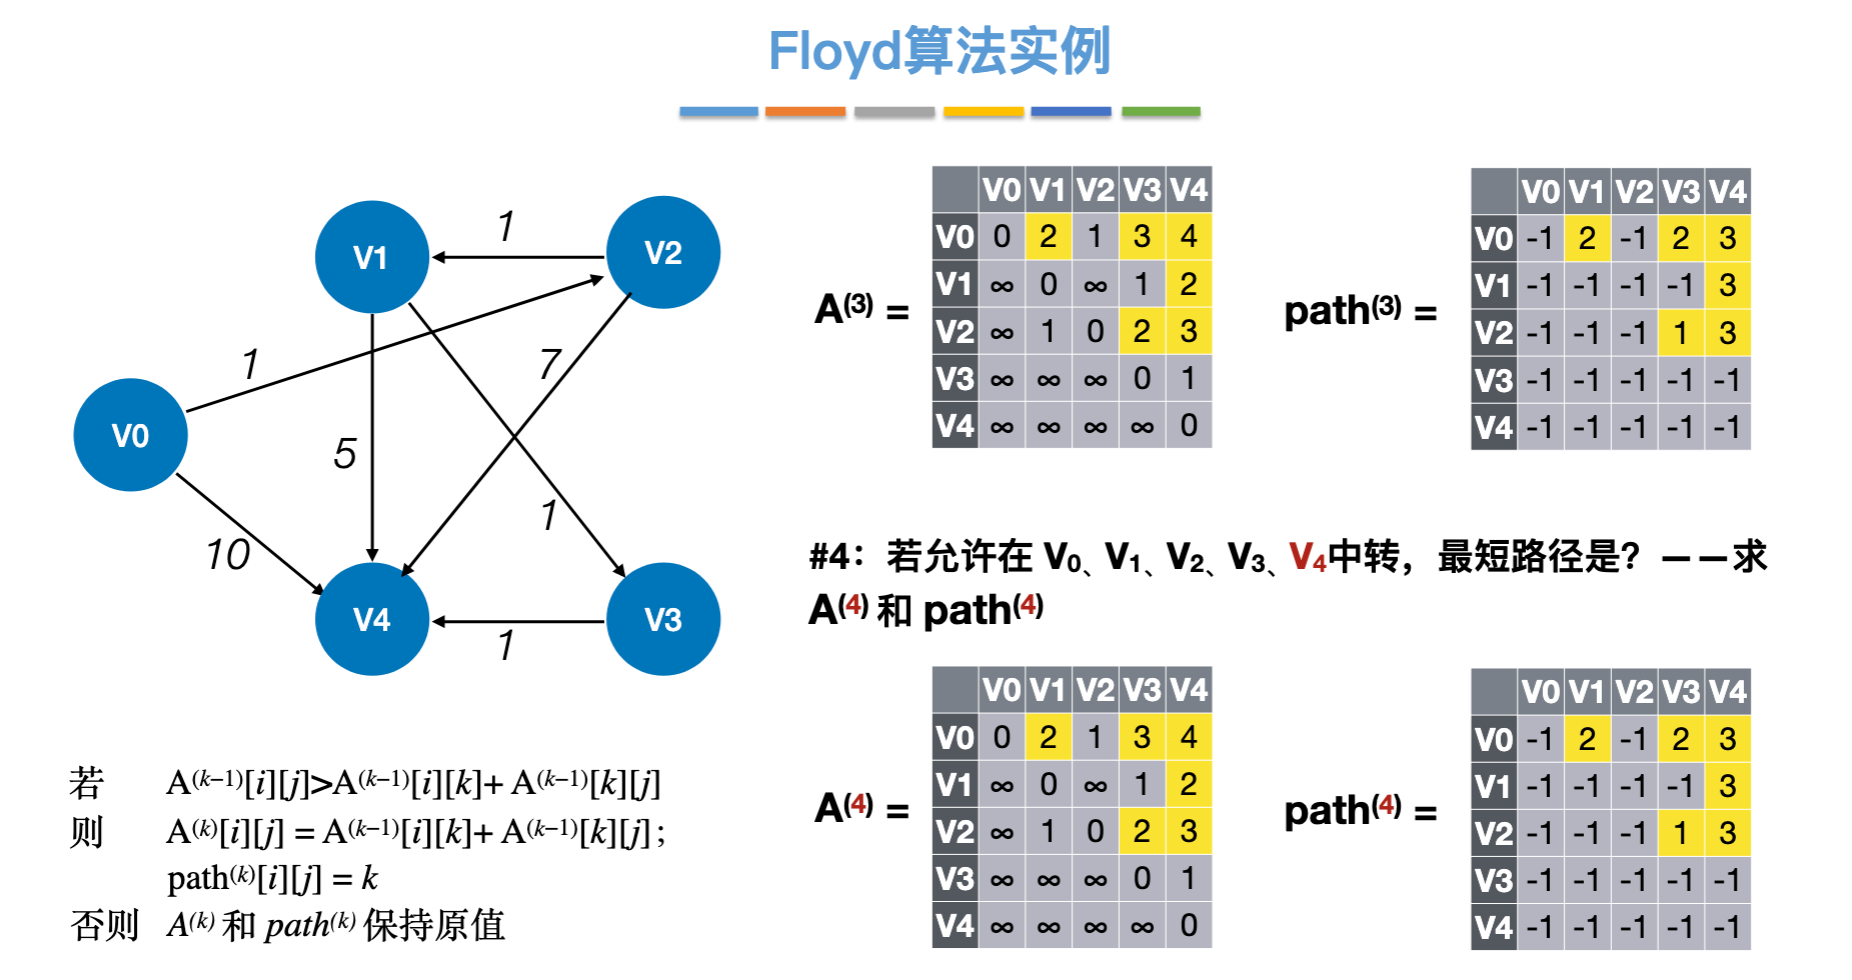 Floyd算法实例
V1
V2
V0
V4
V3
1
1
7
5
1
10
1
若 A(k−1)[i][j]>A(k−1)[i][k]+ A(k−1)[k][j]
则 A(k)[i][j] = A(k−1)[i][k]+ A(k−1)[k][j] ;
path(k)[i][j] = k
否则 A(k) 和 path(k) 保持原值
A(3) =
V0 V1 V2 V3 V4
V0 0 2 1 3 4
V1 ∞ 0 ∞ 1 2
V2 ∞ 1 0 2 3
V3 ∞ ∞ ∞ 0 1
V4 ∞ ∞ ∞ ∞ 0
path(3) =
V0 V1 V2 V3 V4
V0 -1 2 -1 2 3
V1 -1 -1 -1 -1 3
V2 -1 -1 -1 1 3
V3 -1 -1 -1 -1 -1
V4 -1 -1 -1 -1 -1
#4：若允许在 V0、V1、V2、V3、V4中转，最短路径是？——求
A(4) 和 path(4)
A(4) =
V0 V1 V2 V3 V4
V0 0 2 1 3 4
V1 ∞ 0 ∞ 1 2
V2 ∞ 1 0 2 3
V3 ∞ ∞ ∞ 0 1
V4 ∞ ∞ ∞ ∞ 0
path(4) =
V0 V1 V2 V3 V4
V0 -1 2 -1 2 3
V1 -1 -1 -1 -1 3
V2 -1 -1 -1 1 3
V3 -1 -1 -1 -1 -1
V4 -1 -1 -1 -1 -1